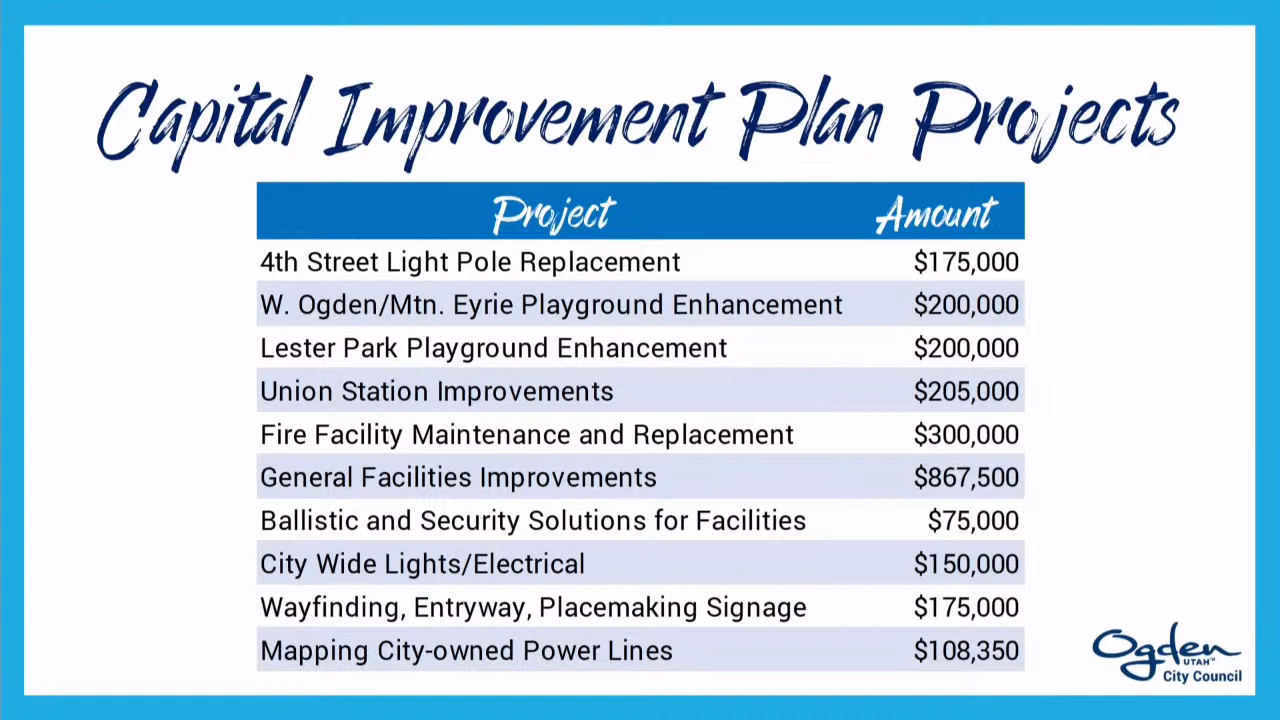 Capital Improvement Plan Projects
Project Amount
4th Street Light Pole Replacement $175,000
W. Ogden/Mtn. Eyrie Playground Enhancement $200,000
Lester Park Playground Enhancement $200,000
Union Station Improvements $205,000
Fire Facility Maintenance and Replacement $300,000
General Facilities Improvements $867,500
Ballistic and Security Solutions for Facilities $75,000
City Wide Lights/Electrical $150,000
Wayfinding, Entryway, Placemaking Signage $175,000
Mapping City-owned Power Lines $108,350
Ogden
UTAH™
City Council